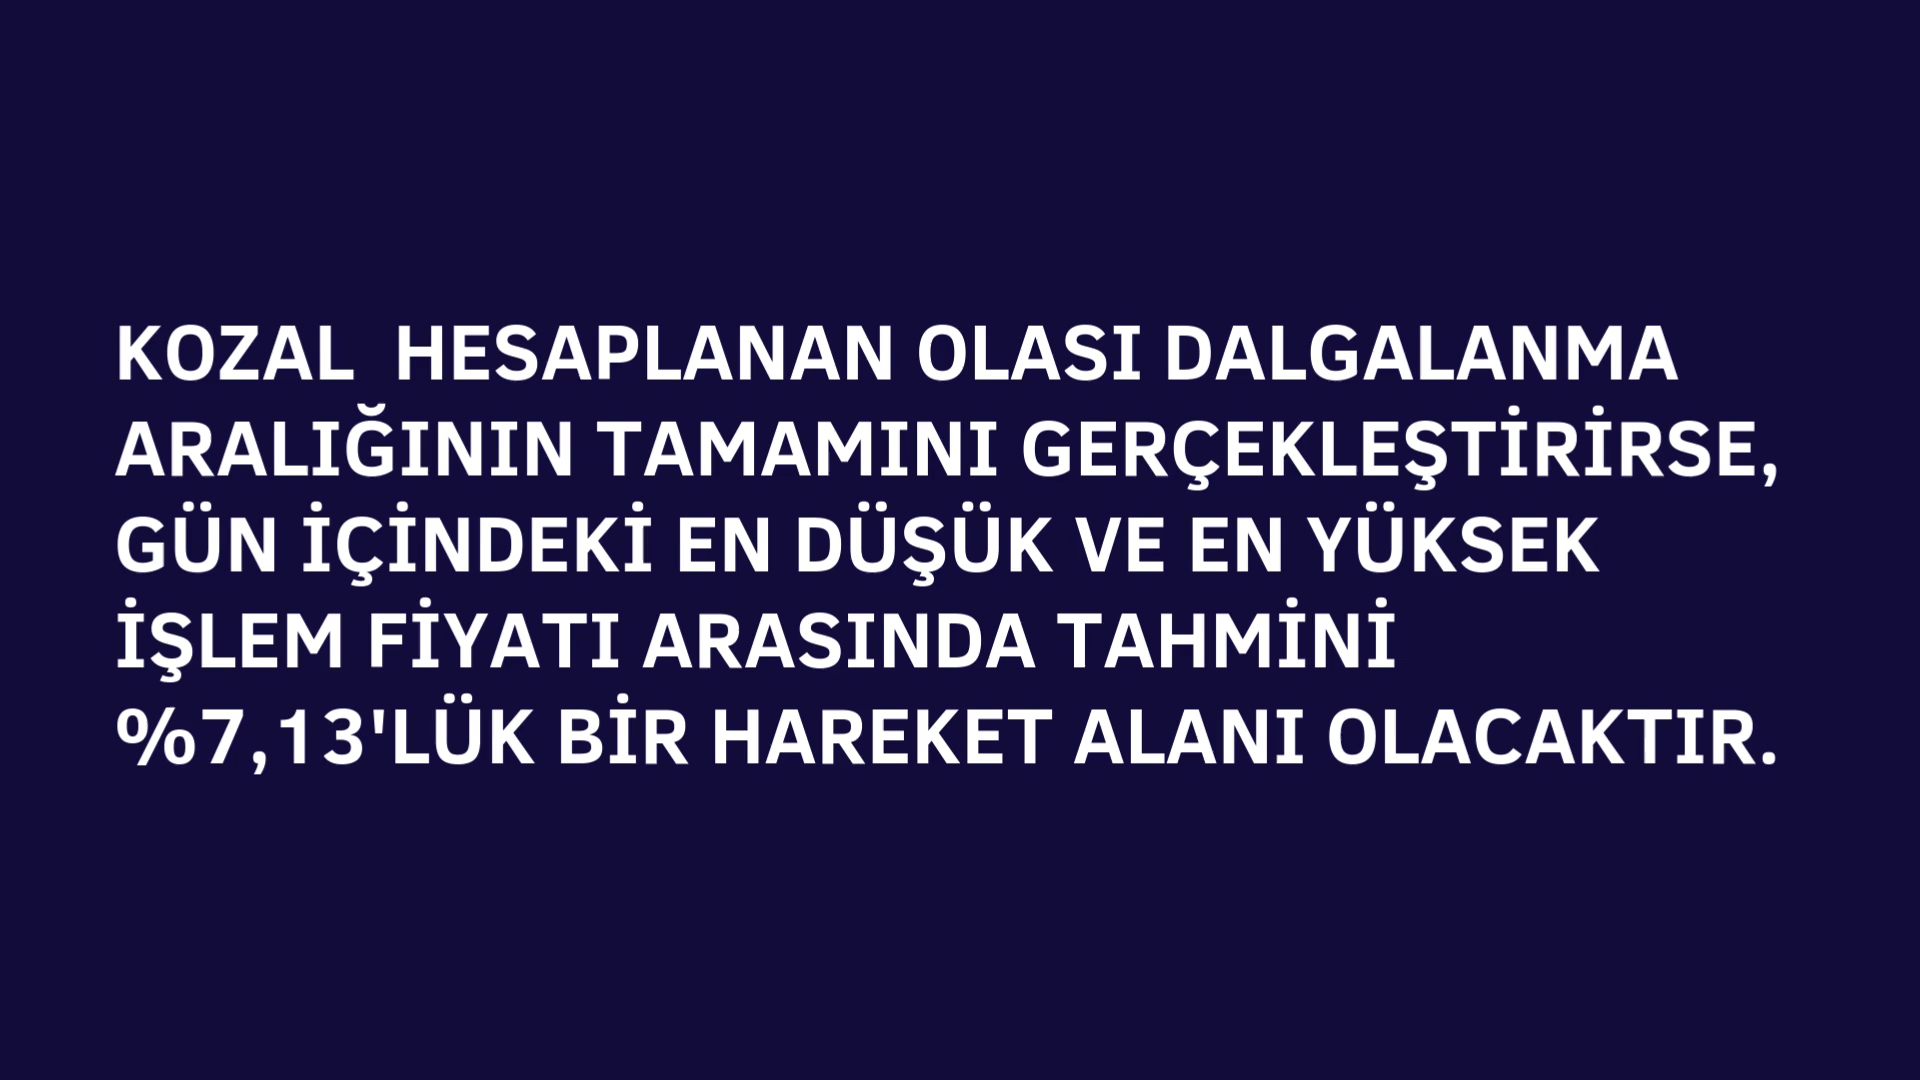 KOZAL  HESAPLANAN OLASI DALGALANMA
ARALIĞININ TAMAMINI GERÇEKLEŞTİRİRSE,
GÜN İÇİNDEKİ EN DÜŞÜK VE EN YÜKSEK
İŞLEM FİYATI ARASINDA TAHMİNİ
%7,13'LÜK BİR HAREKET ALANI OLACAKTIR.